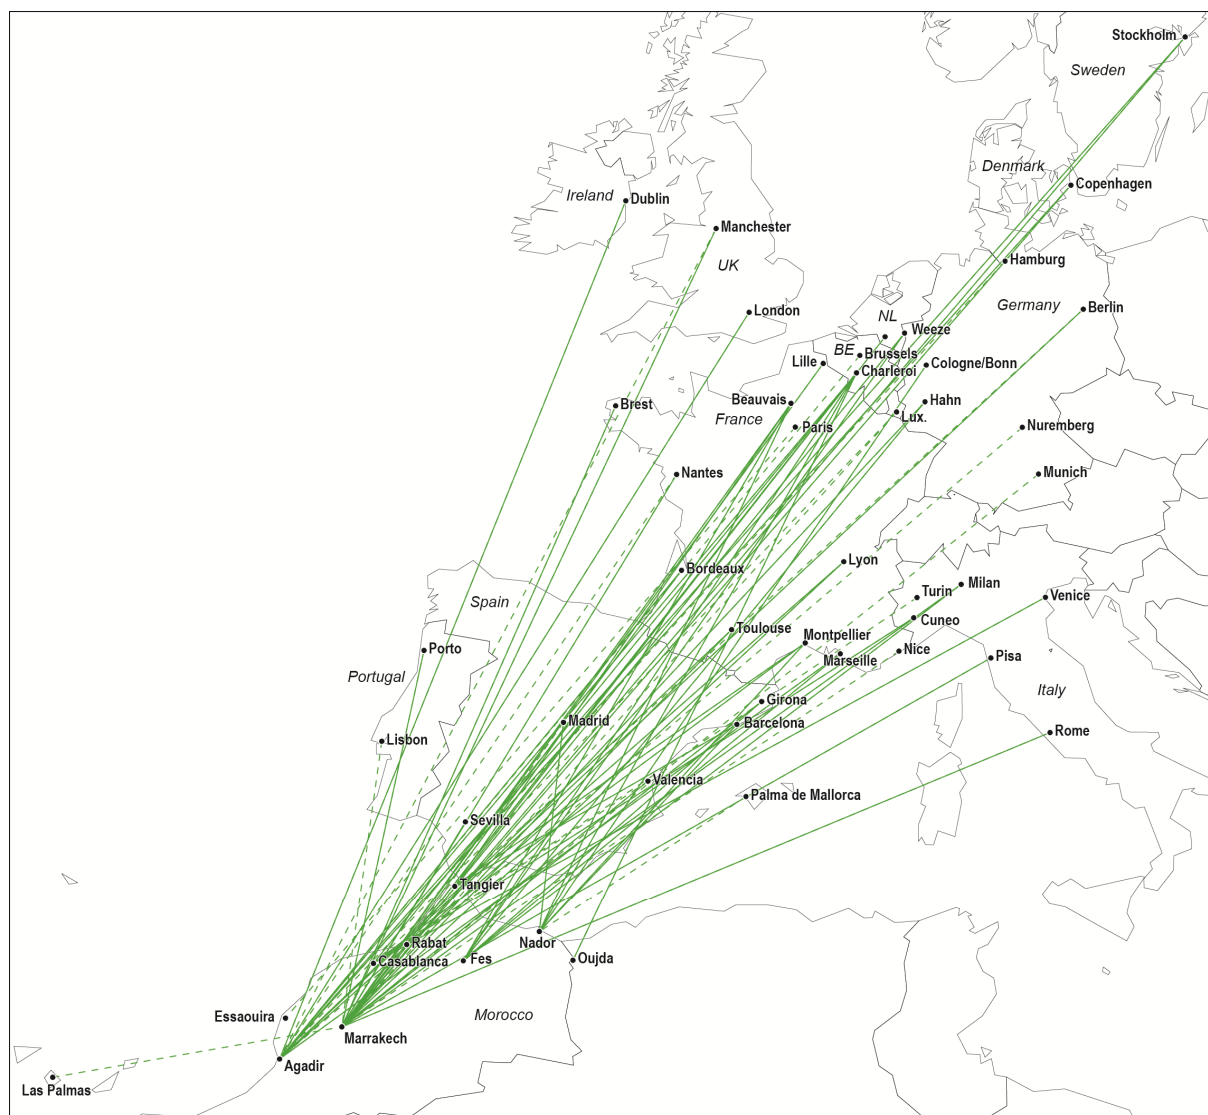 Stockholm
Sweden
Denmark
Copenhagen
Ireland
Dublin
Manchester
UK
Hamburg
London
Germany
Berlin
NL
Weeze
BE
Brussels
Lille
Charleroi
Cologne/Bonn
Beauvais
Brest
France
Hahn
Lux.
Paris
Nuremberg
Nantes
Munich
Bordeaux
Lyon
Milan
Turin
Venice
Spain
Cuneo
Toulouse
Montpellier
Porto
Marseille
Nice
Pisa
Portugal
Italy
Girona
Madrid
Barcelona
Lisbon
Rome
Valencia
Palma de Mallorca
Sevilla
Tangier
Rabat
Nador
Casablanca
Fes
Oujda
Essaouira
Morocco
Marrakech
Agadir
Las Palmas